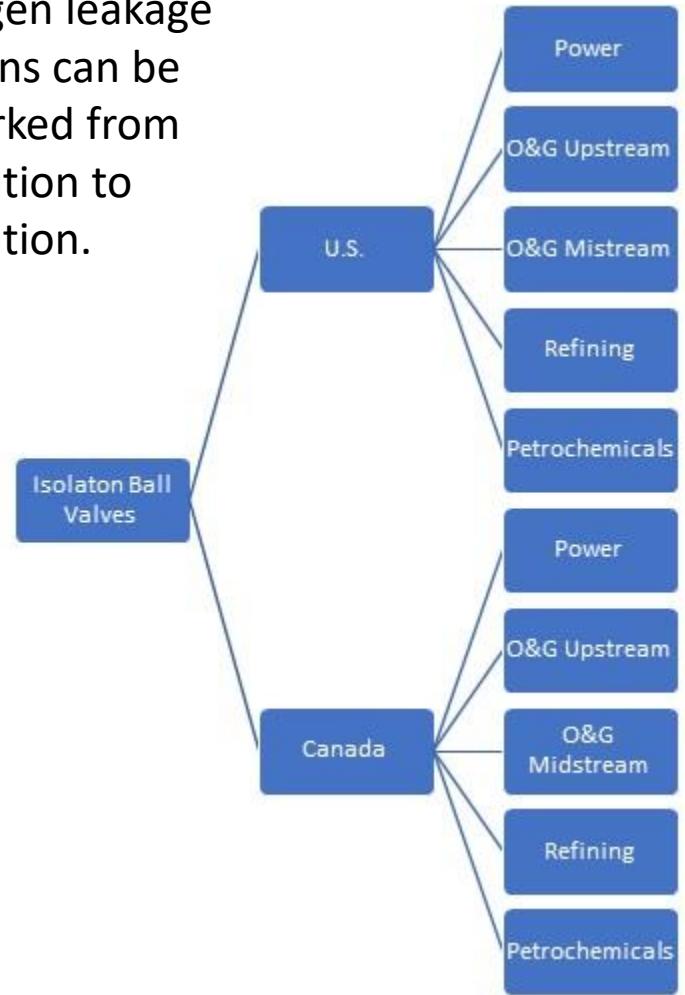 gen leakage
ns can be
rked from
tion to
tion.
Isolaton Ball
Valves
U.S.
Power
O&G Upstream
O&G Mistream
Refining
Petrochemicals
Canada
Power
O&G Upstream
O&G
Midstream
Refining
Petrochemicals